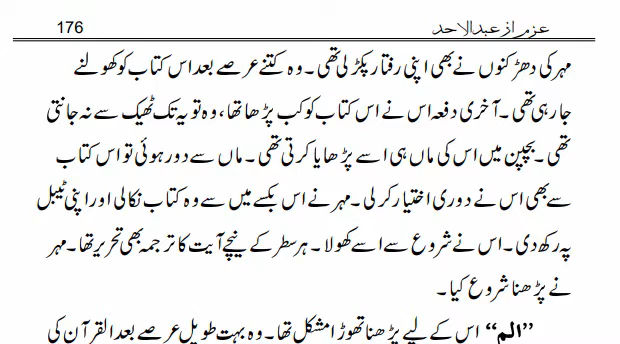 عزم از عبدالاحد 176
مہر کی دھڑکنوں نے بھی اپنی رفتار پکڑ لی تھی۔ وہ کتنے عرصے بعد اس کتاب کو کھولنے
جا رہی تھی۔ آخری دفعہ اس نے اس کتاب کو کب پڑھا تھا، وہ تو یہ تک ٹھیک سے نہ جانتی
تھی۔ بچپن میں اس کی ماں ہی اسے پڑھایا کرتی تھی۔ ماں سے دور ہوئی تو اس کتاب
سے بھی اس نے دوری اختیار کر لی۔ مہر نے اس بکسے میں سے وہ کتاب نکالی اور اپنی ٹیبل
پہ رکھ دی۔ اس نے شروع سے اسے کھولا۔ ہر سطر کے نیچے آیت کا ترجمہ بھی تحریر تھا۔ مہر
نے پڑھنا شروع کیا۔
”الم“ اس کے لیے پڑھنا تھوڑا مشکل تھا۔ وہ بہت طویل عرصے بعد القرآن کی